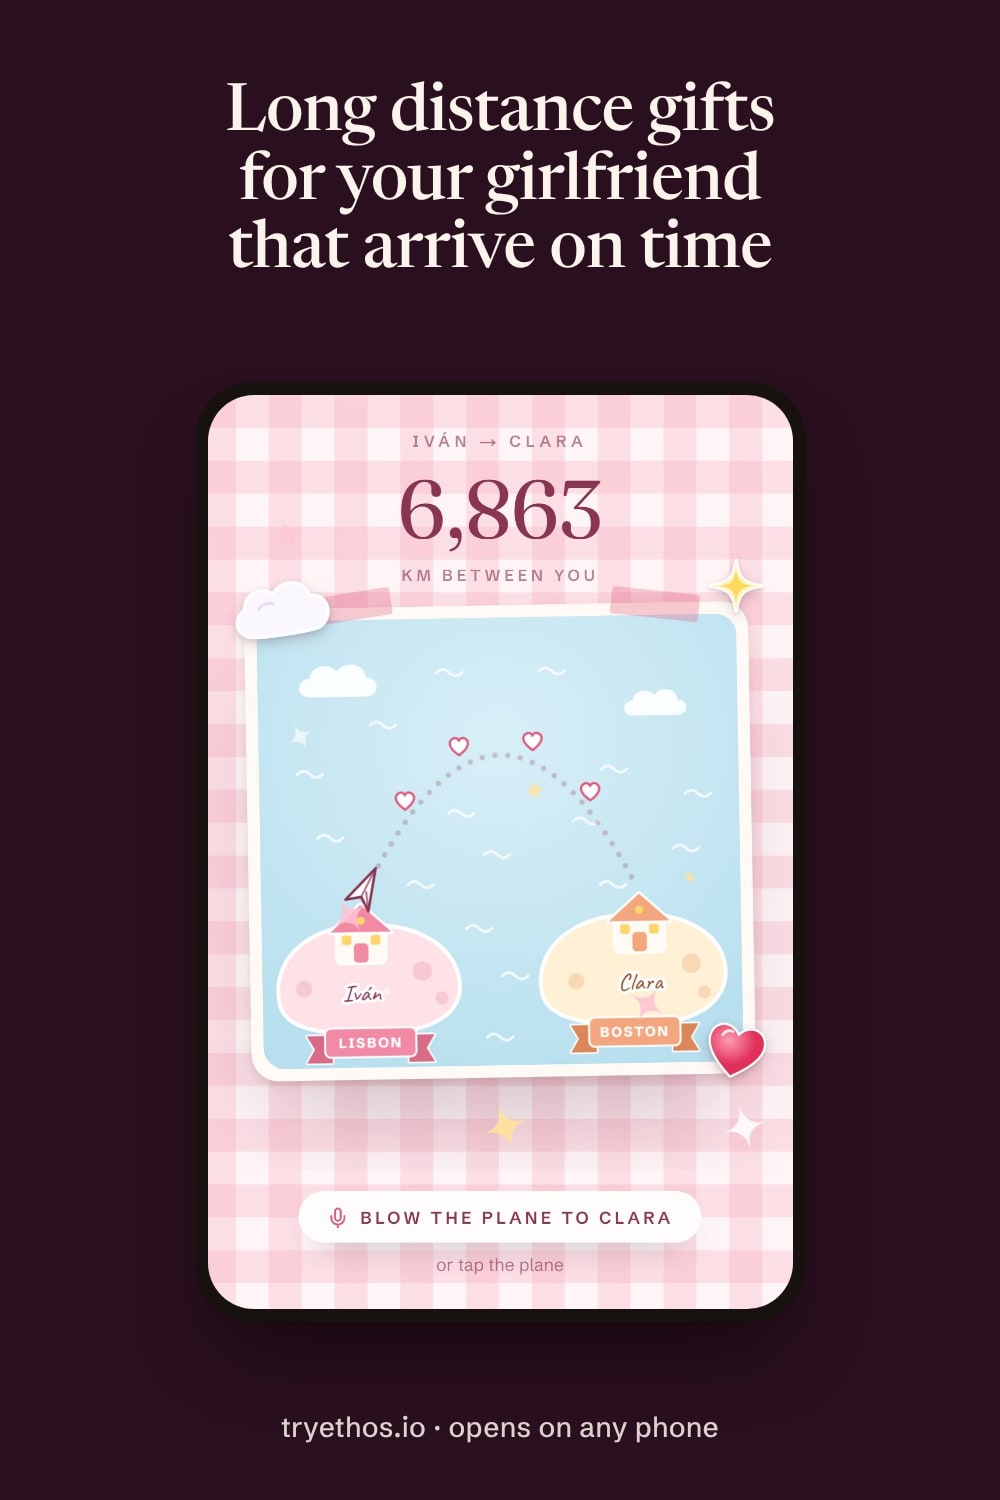 Long distance gifts
for your girlfriend
that arrive on time
IVÁN → CLARA
6,863
KM BETWEEN YOU
Iván
LISBON
Clara
BOSTON
BLOW THE PLANE TO CLARA
or tap the plane
tryethos.io · opens on any phone